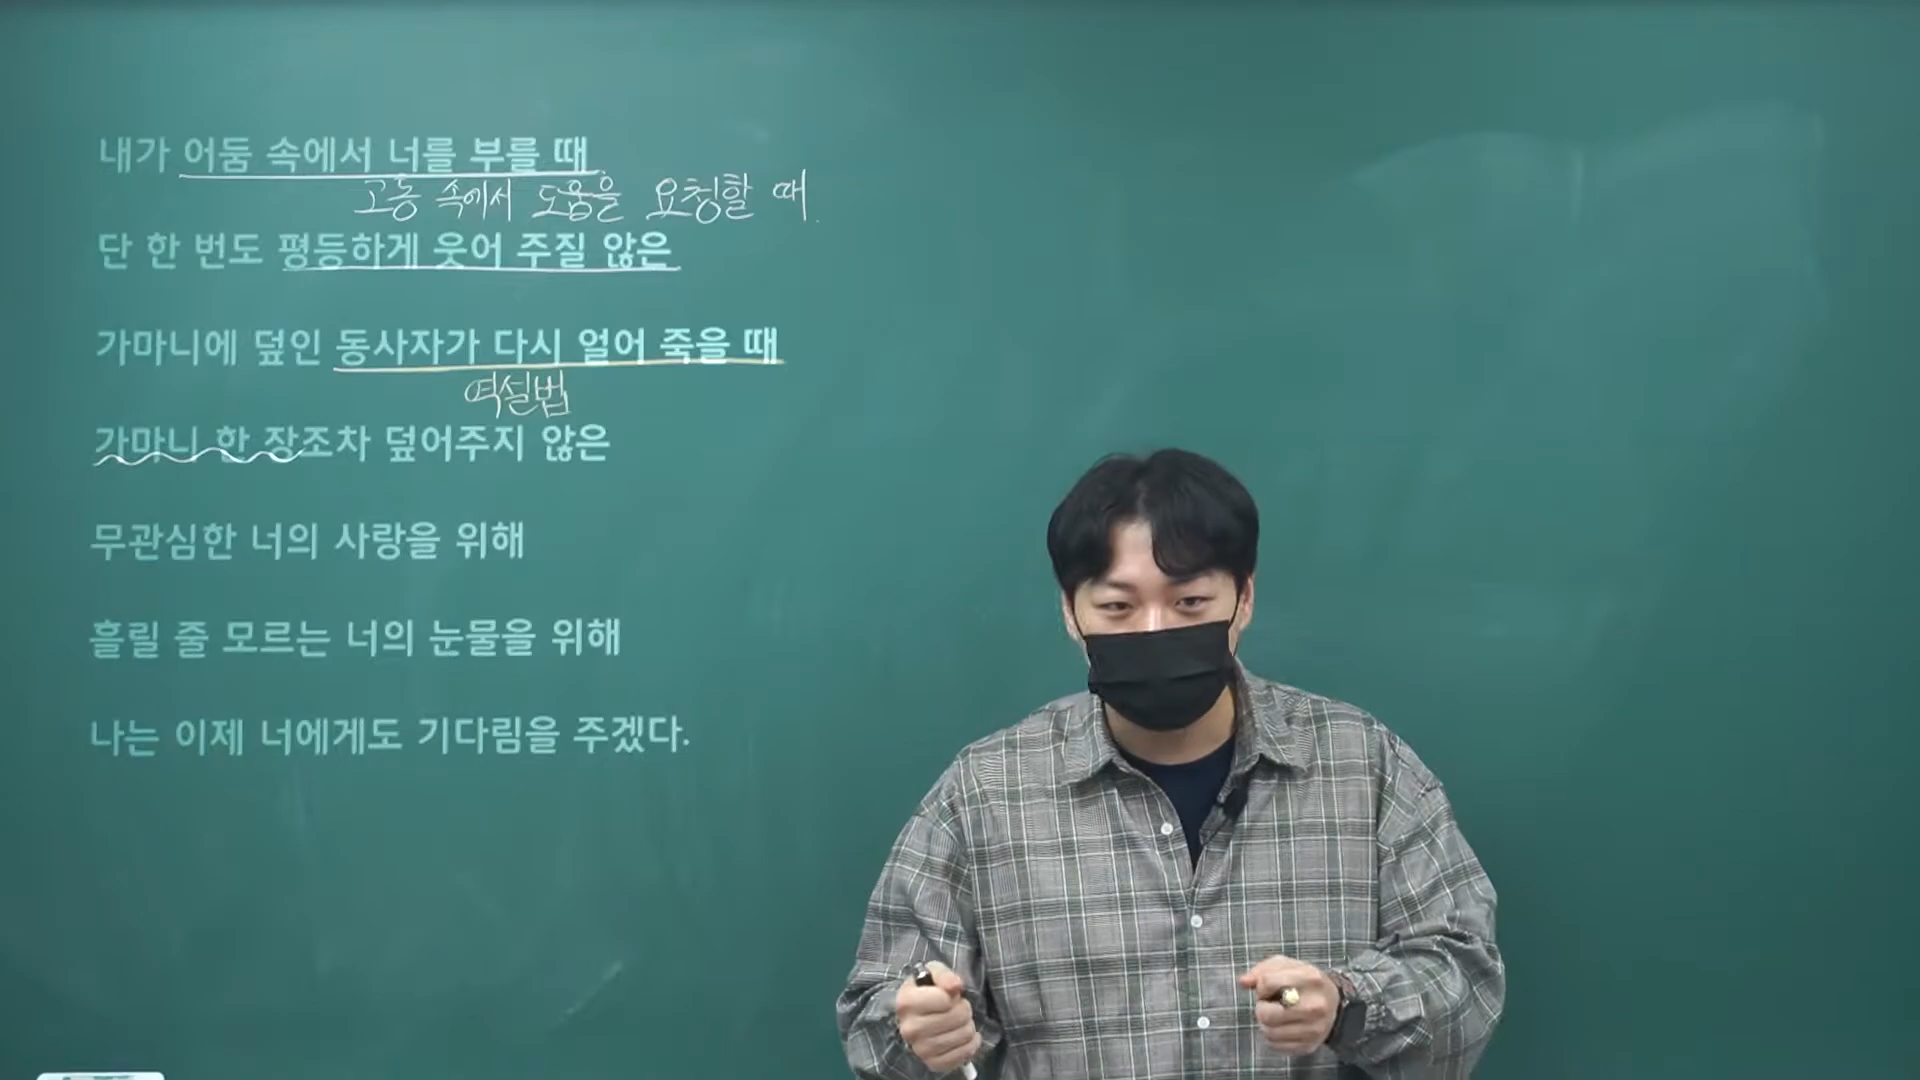 내가 어둠 속에서 너를 부를 때
고통 속에서 도움을 요청할 때.
단 한 번도 평등하게 웃어 주질 않은
가마니에 덮인 동사자가 다시 얼어 죽을 때
역설법
가마니 한 장조차 덮어주지 않은
무관심한 너의 사랑을 위해
흘릴 줄 모르는 너의 눈물을 위해
나는 이제 너에게도 기다림을 주겠다.